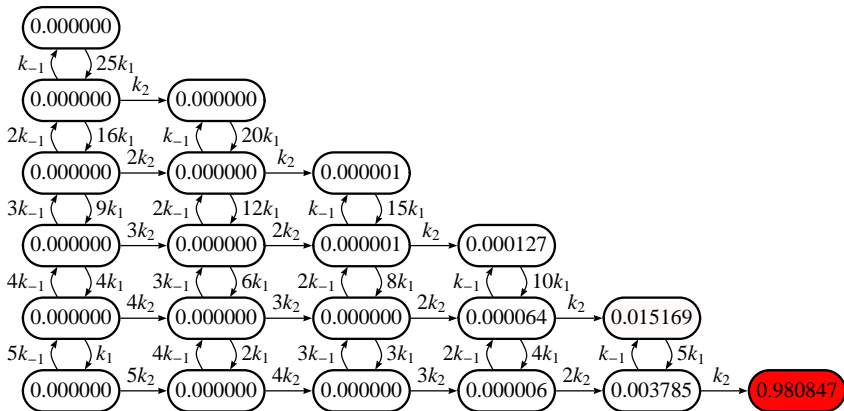 0.000000
k₋₁ 25k₁
k₂
0.000000 0.000000
2k₋₁ 16k₁ k₋₁ 20k₁
2k₂ k₂
0.000000 0.000000 0.000001
3k₋₁ 9k₁ 2k₋₁ 12k₁ k₋₁ 15k₁
3k₂ 2k₂ k₂
0.000000 0.000000 0.000001 0.000127
4k₋₁ 4k₁ 3k₋₁ 6k₁ 2k₋₁ 8k₁ k₋₁ 10k₁
4k₂ 3k₂ 2k₂ k₂
0.000000 0.000000 0.000000 0.000064 0.015169
5k₋₁ k₁ 4k₋₁ 2k₁ 3k₋₁ 3k₁ 2k₋₁ 4k₁ k₋₁ 5k₁
5k₂ 4k₂ 3k₂ 2k₂ k₂
0.000000 0.000000 0.000000 0.000006 0.003785 0.980847